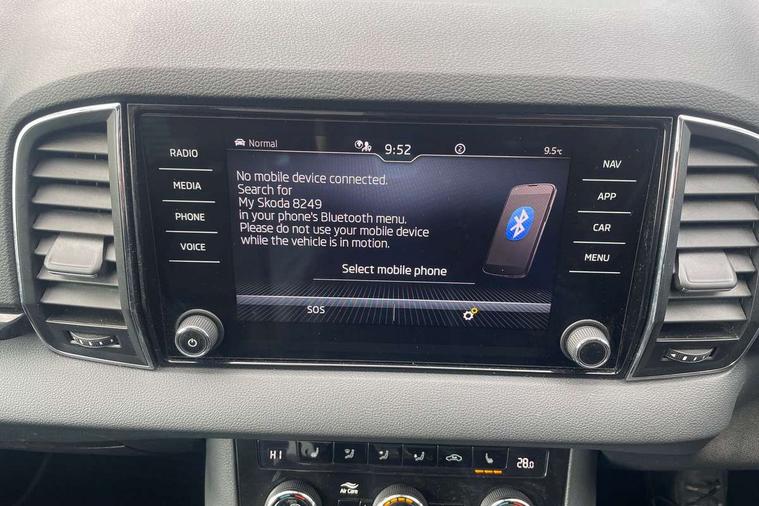 Normal
9:52
2
9.5°C
RADIO
MEDIA
PHONE
VOICE
No mobile device connected.
Search for
My Skoda 8249
in your phone's Bluetooth menu.
Please do not use your mobile device
while the vehicle is in motion.
Select mobile phone
SOS
NAV
APP
CAR
MENU
HI
28.0
Air Care